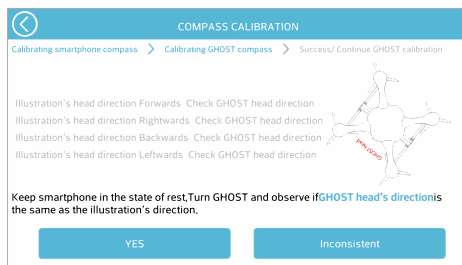 COMPASS CALIBRATION
Calibrating smartphone compass > Calibrating GHOST compass > Success/ Continue GHOST calibration
Illustration's head direction Forwards Check GHOST head direction
Illustration's head direction Rightwards Check GHOST head direction
Illustration's head direction Backwards Check GHOST head direction
Illustration's head direction Leftwards Check GHOST head direction
GHOST head
Keep smartphone in the state of rest,Turn GHOST and observe ifGHOST head's directionis
the same as the illustration's direction.
YES
Inconsistent